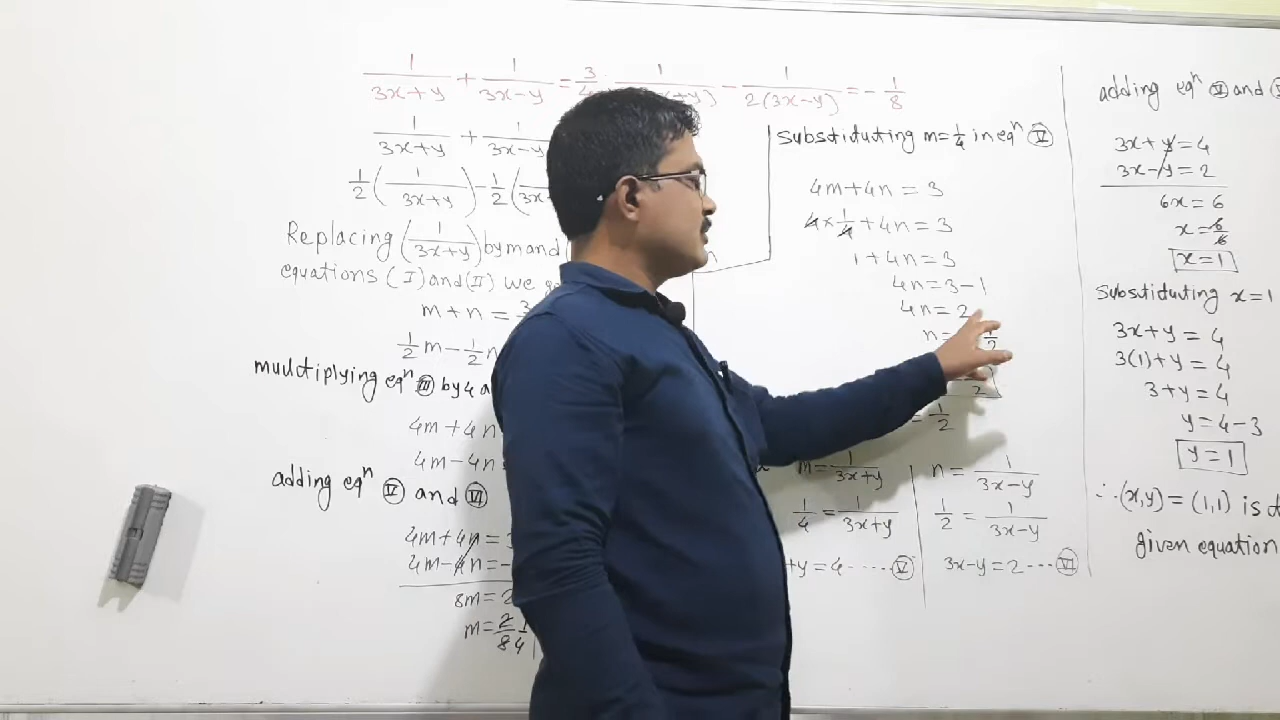 1/(3x+y) + 1/(3x-y) = 3/4, 1/ +y) - 1/(2(3x-y)) = -1/8
1/(3x+y) + 1/(3x-y)
1/2 (1/(3x+y)) - 1/2 (
Replacing (1/(3x+y)) by m and
equations (I) and (II) we
m + n = 3
1/2 m - 1/2 n
mulctiplying eqⁿ III by 4
4m + 4n
4m - 4n
adding eqⁿ V and VI
4m + 4n = 3
4m - 4n = -
8m = 2
m = 2/8 1/4
substituting m = 1/4 in eqⁿ V
4m + 4n = 3
4 × 1/4 + 4n = 3
1 + 4n = 3
4n = 3 - 1
4n = 2
n = 1/2
2
= 1/2
m = 1/(3x+y)
1/4 = 1/(3x+y)
+y = 4 ---- V
n = 1/(3x-y)
1/2 = 1/(3x-y)
3x-y = 2 --- VI
adding eqⁿ V and
3x + y = 4
3x - y = 2
6x = 6
x = 6/6
x = 1
substituting x = 1
3x + y = 4
3(1) + y = 4
3 + y = 4
y = 4 - 3
y = 1
∴ (x,y) = (1,1) is
given equation